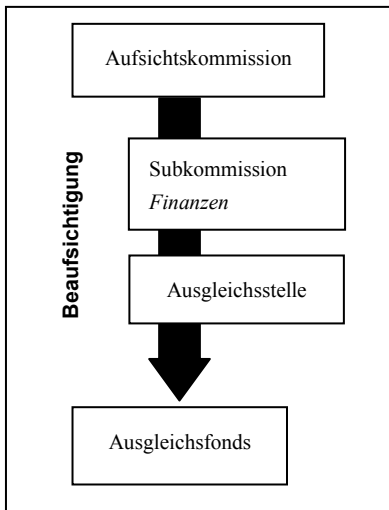 Aufsichtskommission
Beaufsichtigung
Subkommission
Finanzen
Ausgleichsstelle
Ausgleichsfonds